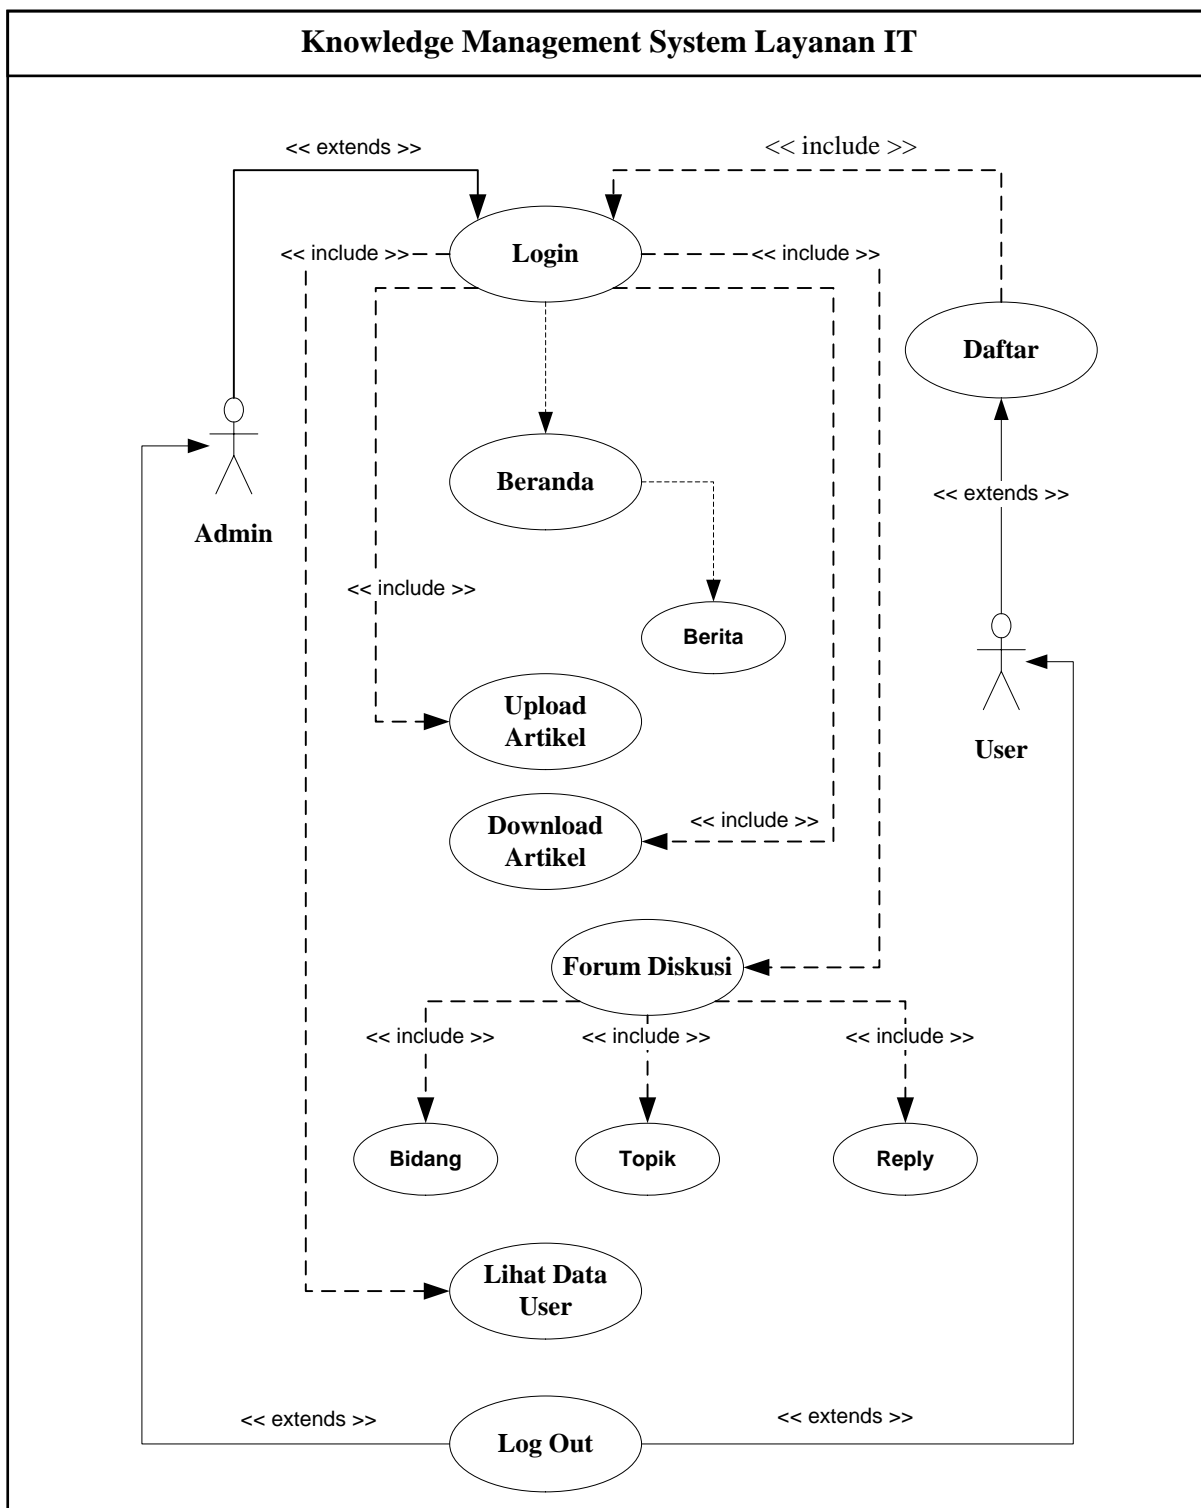 Knowledge Management System Layanan IT
<< extends >>
<< include >>
<< include >>
Login
<< include >>
Daftar
Beranda
<< extends >>
Admin
<< include >>
Berita
Upload
Artikel
User
Download
Artikel
<< include >>
Forum Diskusi
<< include >>
<< include >>
<< include >>
Bidang
Topik
Reply
Lihat Data
User
<< extends >>
Log Out
<< extends >>